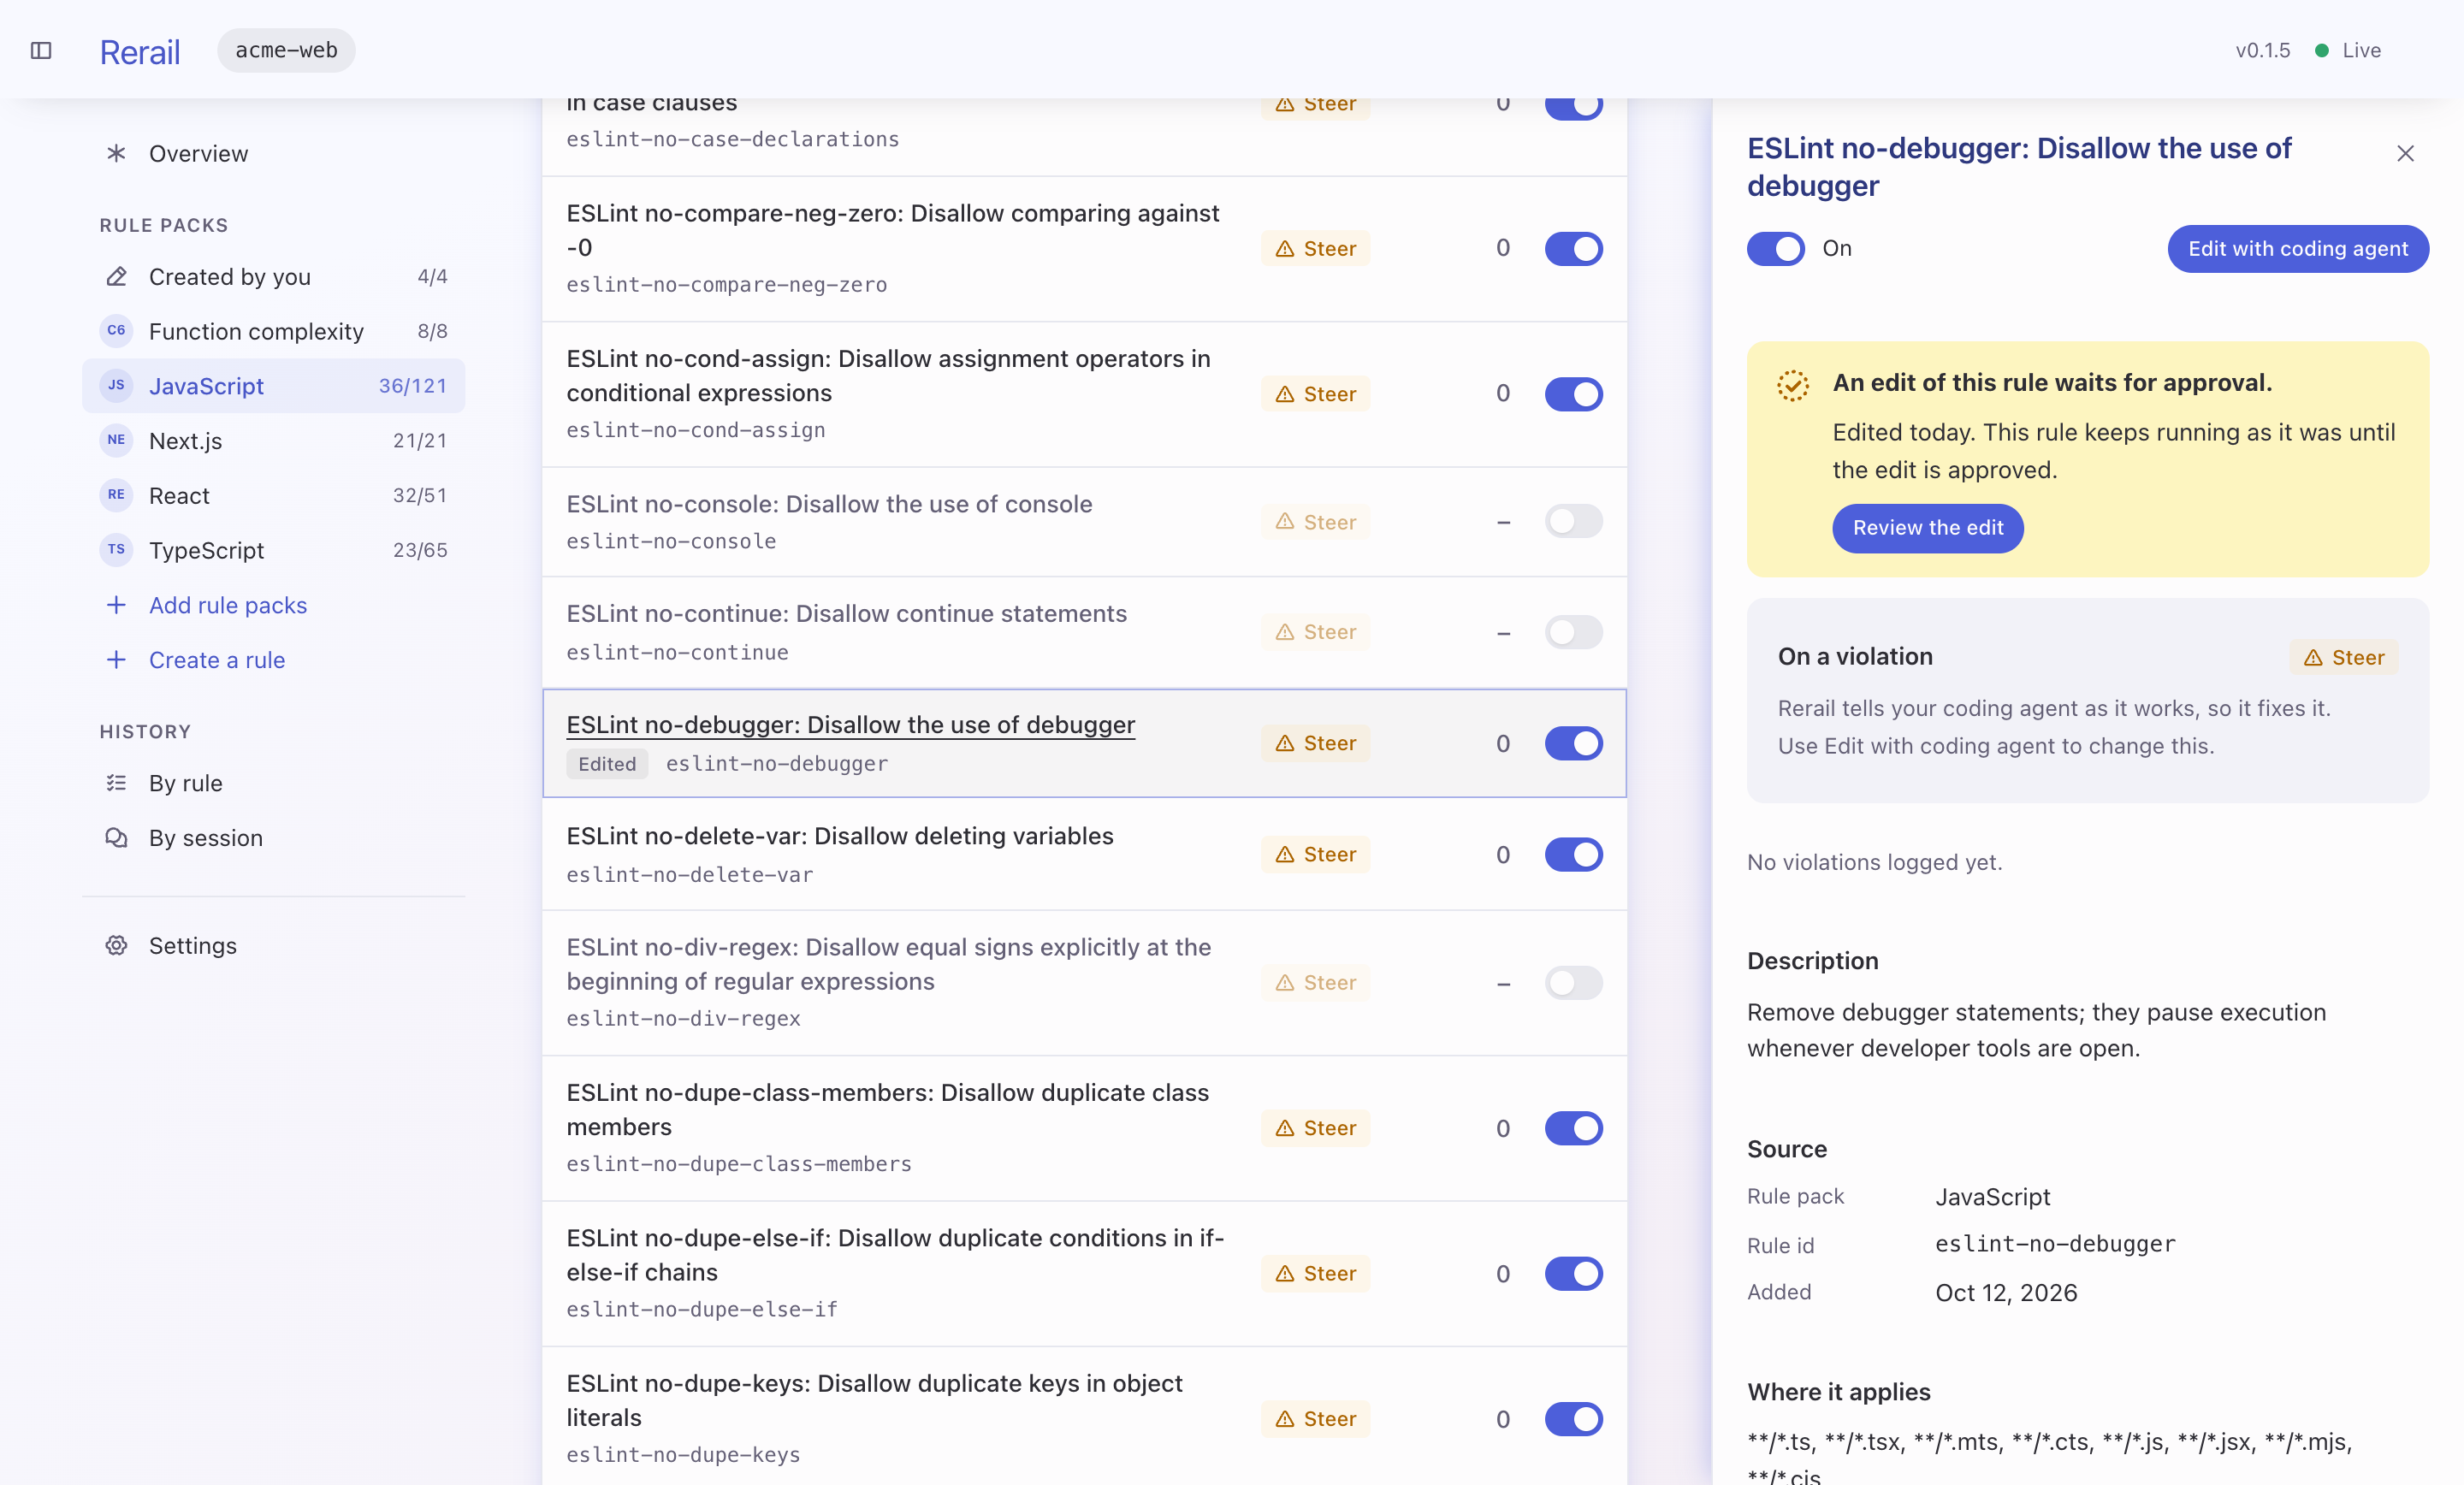 Rerail
acme-web
v0.1.5
Live
Overview
RULE PACKS
Created by you 4/4
C6 Function complexity 8/8
JS JavaScript 36/121
NE Next.js 21/21
RE React 32/51
TS TypeScript 23/65
Add rule packs
Create a rule
HISTORY
By rule
By session
Settings
in case clauses
eslint-no-case-declarations
Steer 0
ESLint no-compare-neg-zero: Disallow comparing against
-0
eslint-no-compare-neg-zero
Steer 0
ESLint no-cond-assign: Disallow assignment operators in
conditional expressions
eslint-no-cond-assign
Steer 0
ESLint no-console: Disallow the use of console
eslint-no-console
Steer –
ESLint no-continue: Disallow continue statements
eslint-no-continue
Steer –
ESLint no-debugger: Disallow the use of debugger
Edited eslint-no-debugger
Steer 0
ESLint no-delete-var: Disallow deleting variables
eslint-no-delete-var
Steer 0
ESLint no-div-regex: Disallow equal signs explicitly at the
beginning of regular expressions
eslint-no-div-regex
Steer –
ESLint no-dupe-class-members: Disallow duplicate class
members
eslint-no-dupe-class-members
Steer 0
ESLint no-dupe-else-if: Disallow duplicate conditions in if-
else-if chains
eslint-no-dupe-else-if
Steer 0
ESLint no-dupe-keys: Disallow duplicate keys in object
literals
eslint-no-dupe-keys
Steer 0
ESLint no-debugger: Disallow the use of
debugger
On
Edit with coding agent
An edit of this rule waits for approval.
Edited today. This rule keeps running as it was until
the edit is approved.
Review the edit
On a violation
Steer
Rerail tells your coding agent as it works, so it fixes it.
Use Edit with coding agent to change this.
No violations logged yet.
Description
Remove debugger statements; they pause execution
whenever developer tools are open.
Source
Rule pack JavaScript
Rule id eslint-no-debugger
Added Oct 12, 2026
Where it applies
**/*.ts, **/*.tsx, **/*.mts, **/*.cts, **/*.js, **/*.jsx, **/*.mjs,
**/*.cjs